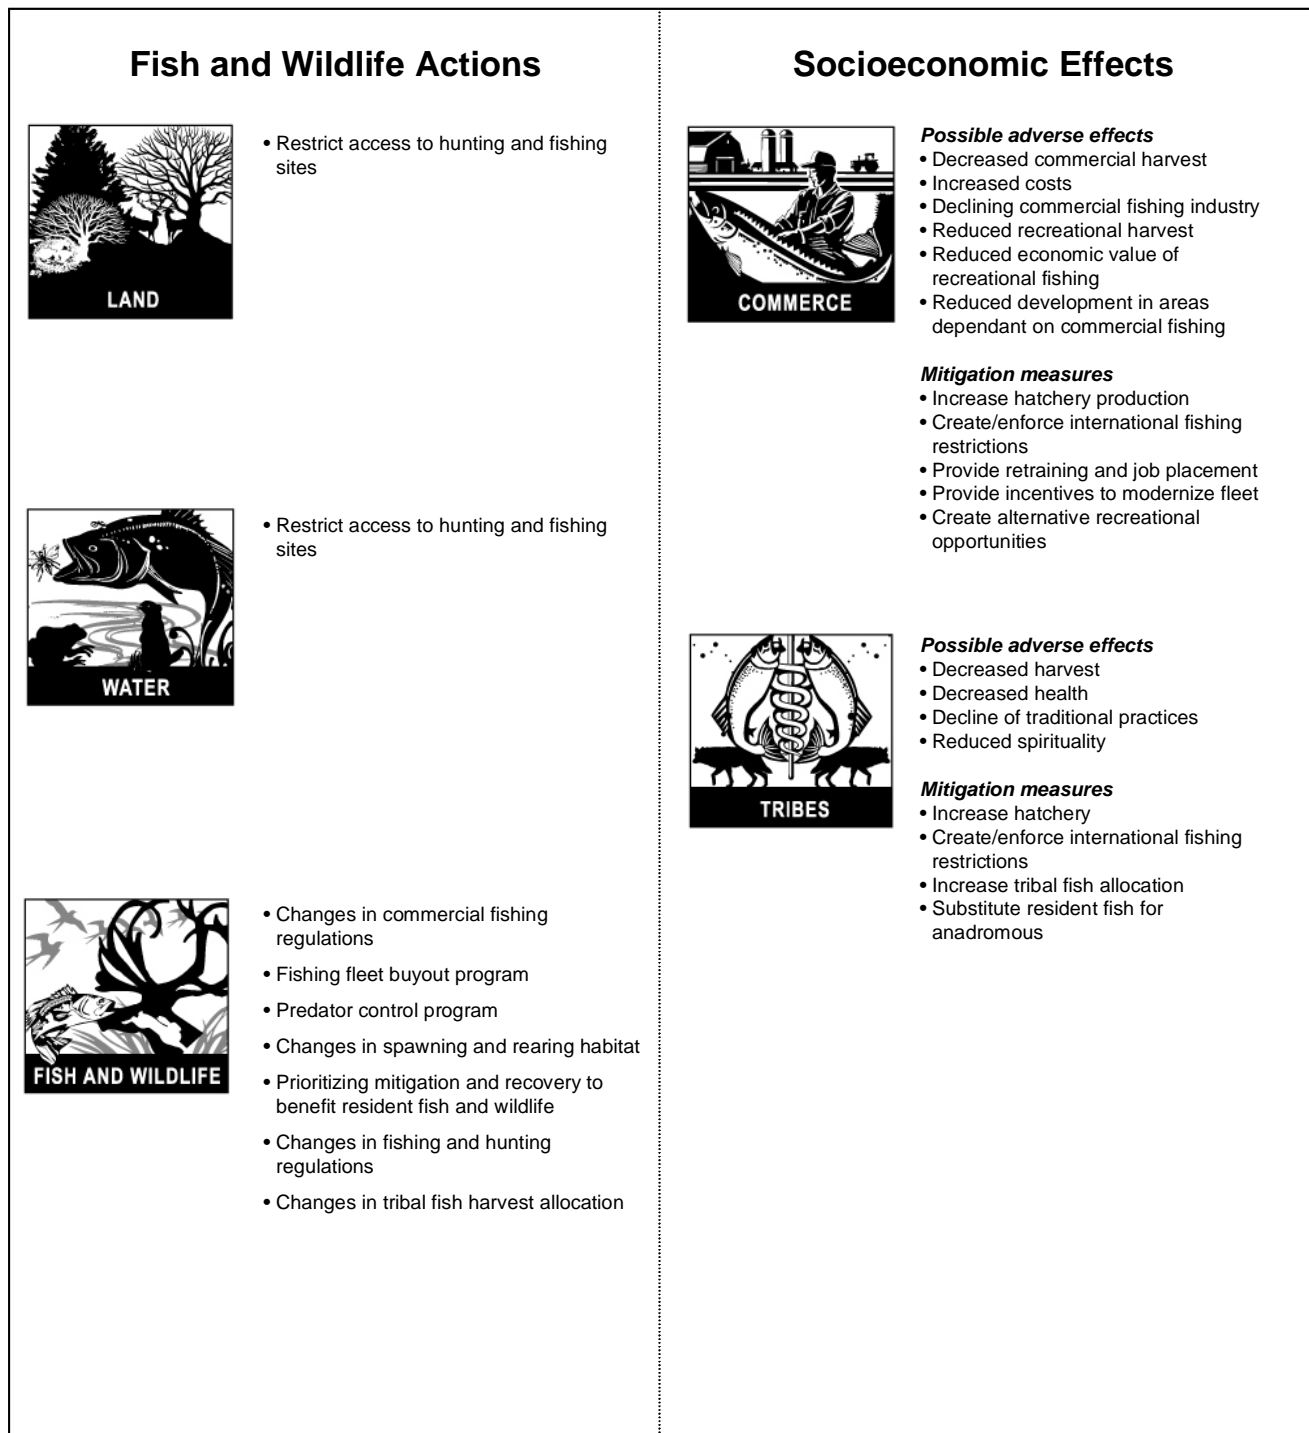 Fish and Wildlife Actions
LAND
• Restrict access to hunting and fishing
sites
WATER
• Restrict access to hunting and fishing
sites
FISH AND WILDLIFE
• Changes in commercial fishing
regulations
• Fishing fleet buyout program
• Predator control program
• Changes in spawning and rearing habitat
• Prioritizing mitigation and recovery to
benefit resident fish and wildlife
• Changes in fishing and hunting
regulations
• Changes in tribal fish harvest allocation
Socioeconomic Effects
COMMERCE
Possible adverse effects
• Decreased commercial harvest
• Increased costs
• Declining commercial fishing industry
• Reduced recreational harvest
• Reduced economic value of
recreational fishing
• Reduced development in areas
dependant on commercial fishing
Mitigation measures
• Increase hatchery production
• Create/enforce international fishing
restrictions
• Provide retraining and job placement
• Provide incentives to modernize fleet
• Create alternative recreational
opportunities
TRIBES
Possible adverse effects
• Decreased harvest
• Decreased health
• Decline of traditional practices
• Reduced spirituality
Mitigation measures
• Increase hatchery
• Create/enforce international fishing
restrictions
• Increase tribal fish allocation
• Substitute resident fish for
anadromous